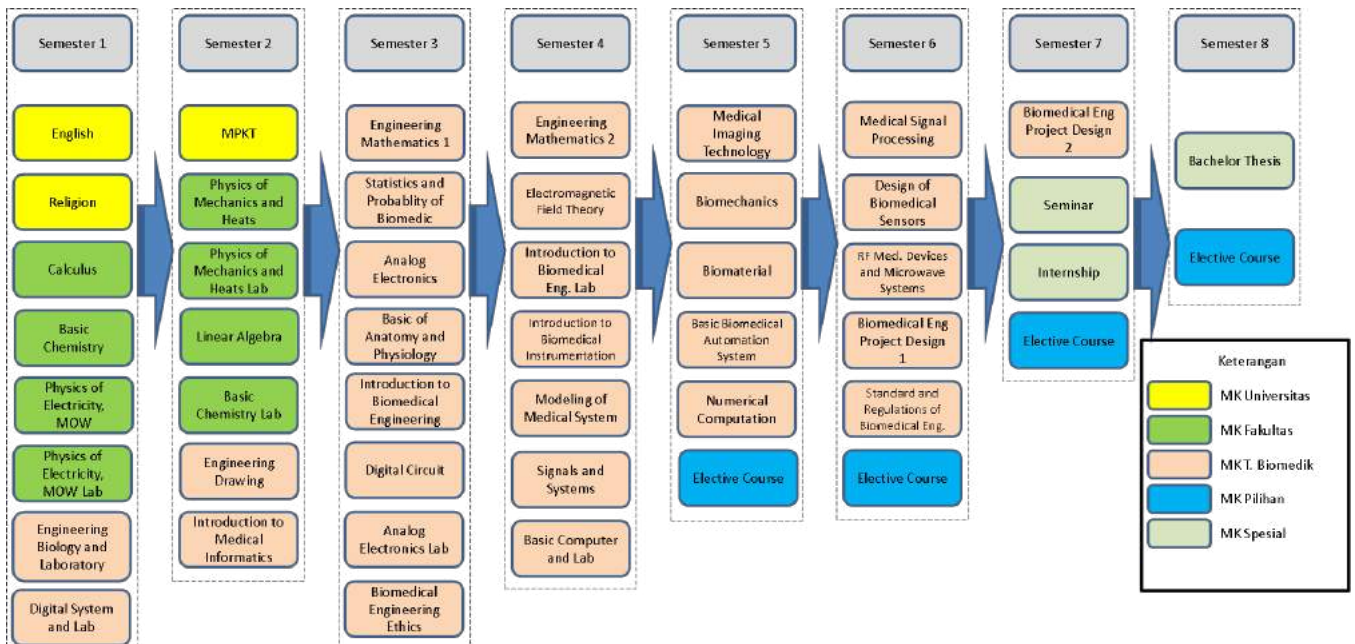 Semester 1
English
Religion
Calculus
Basic
Chemistry
Physics of
Electricity,
MOW
Physics of
Electricity,
MOW Lab
Engineering
Biology and
Laboratory
Digital System
and Lab
Semester 2
MPKT
Physics of
Mechanics and
Heats
Physics of
Mechanics and
Heats Lab
Linear Algebra
Basic
Chemistry Lab
Engineering
Drawing
Introduction to
Medical
Informatics
Semester 3
Engineering
Mathematics 1
Statistics and
Probablity of
Biomedic
Analog
Electronics
Basic of
Anatomy and
Physiology
Introduction to
Biomedical
Engineering
Digital Circuit
Analog
Electronics Lab
Biomedical
Engineering
Ethics
Semester 4
Engineering
Mathematics 2
Electromagnetic
Field Theory
Introduction to
Biomedical
Eng. Lab
Introduction to
Biomedical
Instrumentation
Modeling of
Medical System
Signals and
Systems
Basic Computer
and Lab
Semester 5
Medical
Imaging
Technology
Biomechanics
Biomaterial
Basic Biomedical
Automation
System
Numerical
Computation
Elective Course
Semester 6
Medical Signal
Processing
Design of
Biomedical
Sensors
RF Med. Devices
and Microwave
Systems
Biomedical Eng
Project Design
1
Standard and
Regulations of
Biomedical Eng.
Elective Course
Semester 7
Biomedical Eng
Project Design
2
Seminar
Internship
Elective Course
Semester 8
Bachelor Thesis
Elective Course
Keterangan
MK Universitas
MK Fakultas
MKT. Biomedik
MK Pilihan
MK Spesial